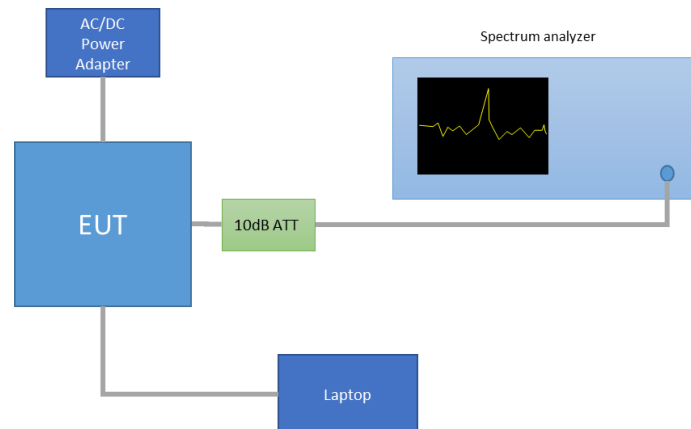 AC/DC
Power
Adapter
Spectrum analyzer
EUT
10dB ATT
Laptop